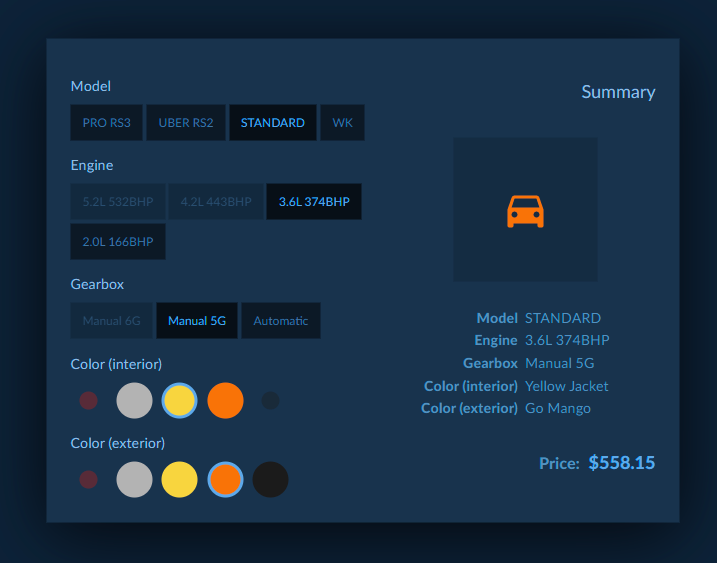 Model
PRO RS3 UBER RS2 STANDARD WK
Engine
5.2L 532BHP 4.2L 443BHP 3.6L 374BHP
2.0L 166BHP
Gearbox
Manual 6G Manual 5G Automatic
Color (interior)
Color (exterior)
Summary
Model STANDARD
Engine 3.6L 374BHP
Gearbox Manual 5G
Color (interior) Yellow Jacket
Color (exterior) Go Mango
Price: $558.15